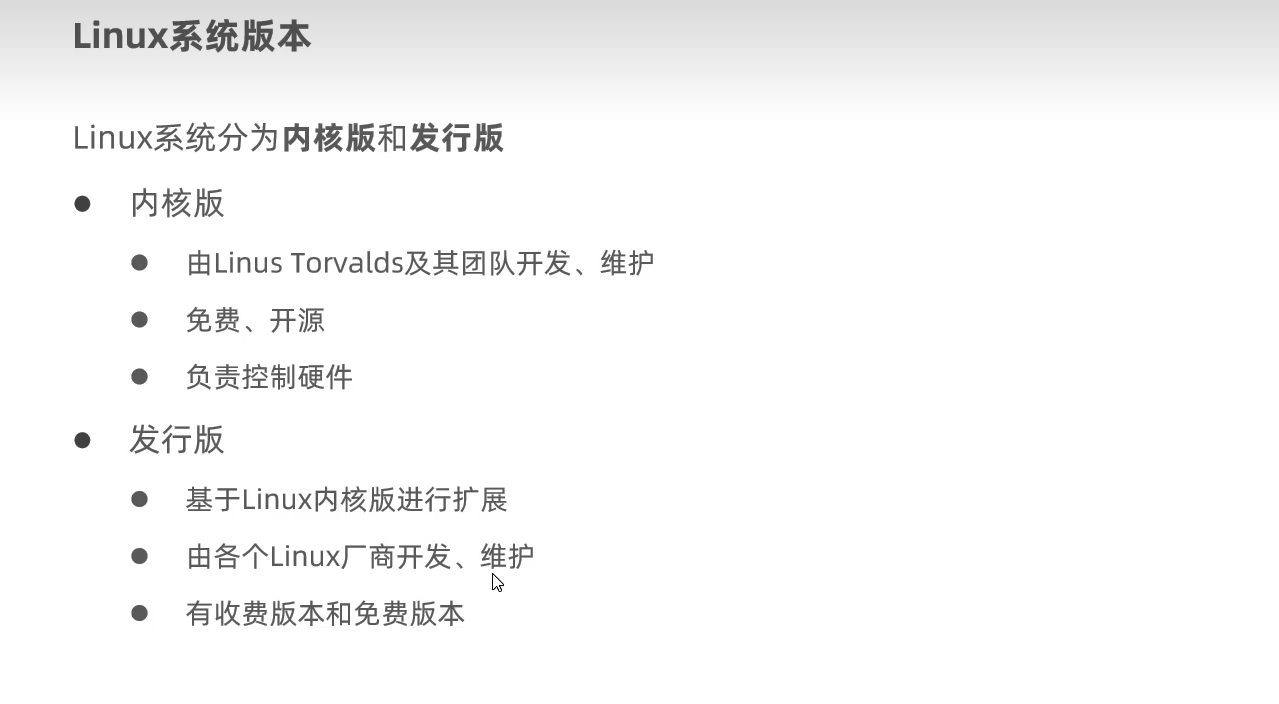 Linux系统版本
Linux系统分为内核版和发行版
● 内核版
● 由Linus Torvalds及其团队开发、维护
● 免费、开源
● 负责控制硬件
● 发行版
● 基于Linux内核版进行扩展
● 由各个Linux厂商开发、维护
● 有收费版本和免费版本